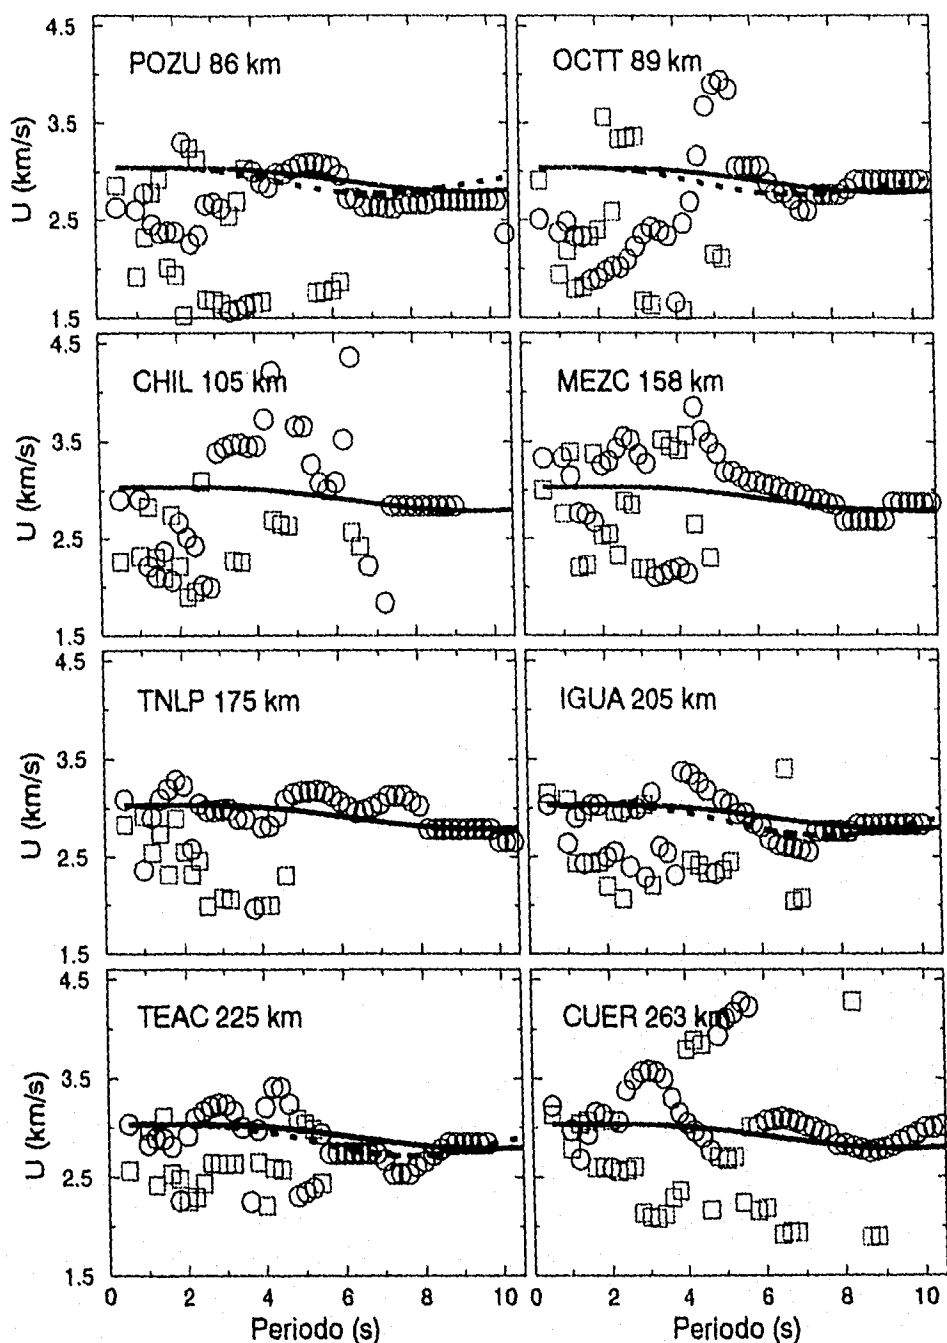 POZU 86 km
OCTT 89 km
4.5
3.5
2.5
1.5
U (km/s)
CHIL 105 km
MEZC 158 km
4.5
3.5
2.5
1.5
U (km/s)
TNLP 175 km
IGUA 205 km
4.5
3.5
2.5
1.5
U (km/s)
TEAC 225 km
CUER 263 km
4.5
3.5
2.5
1.5
U (km/s)
0 2 4 6 8 10
0 2 4 6 8 10
Periodo (s)
Periodo (s)